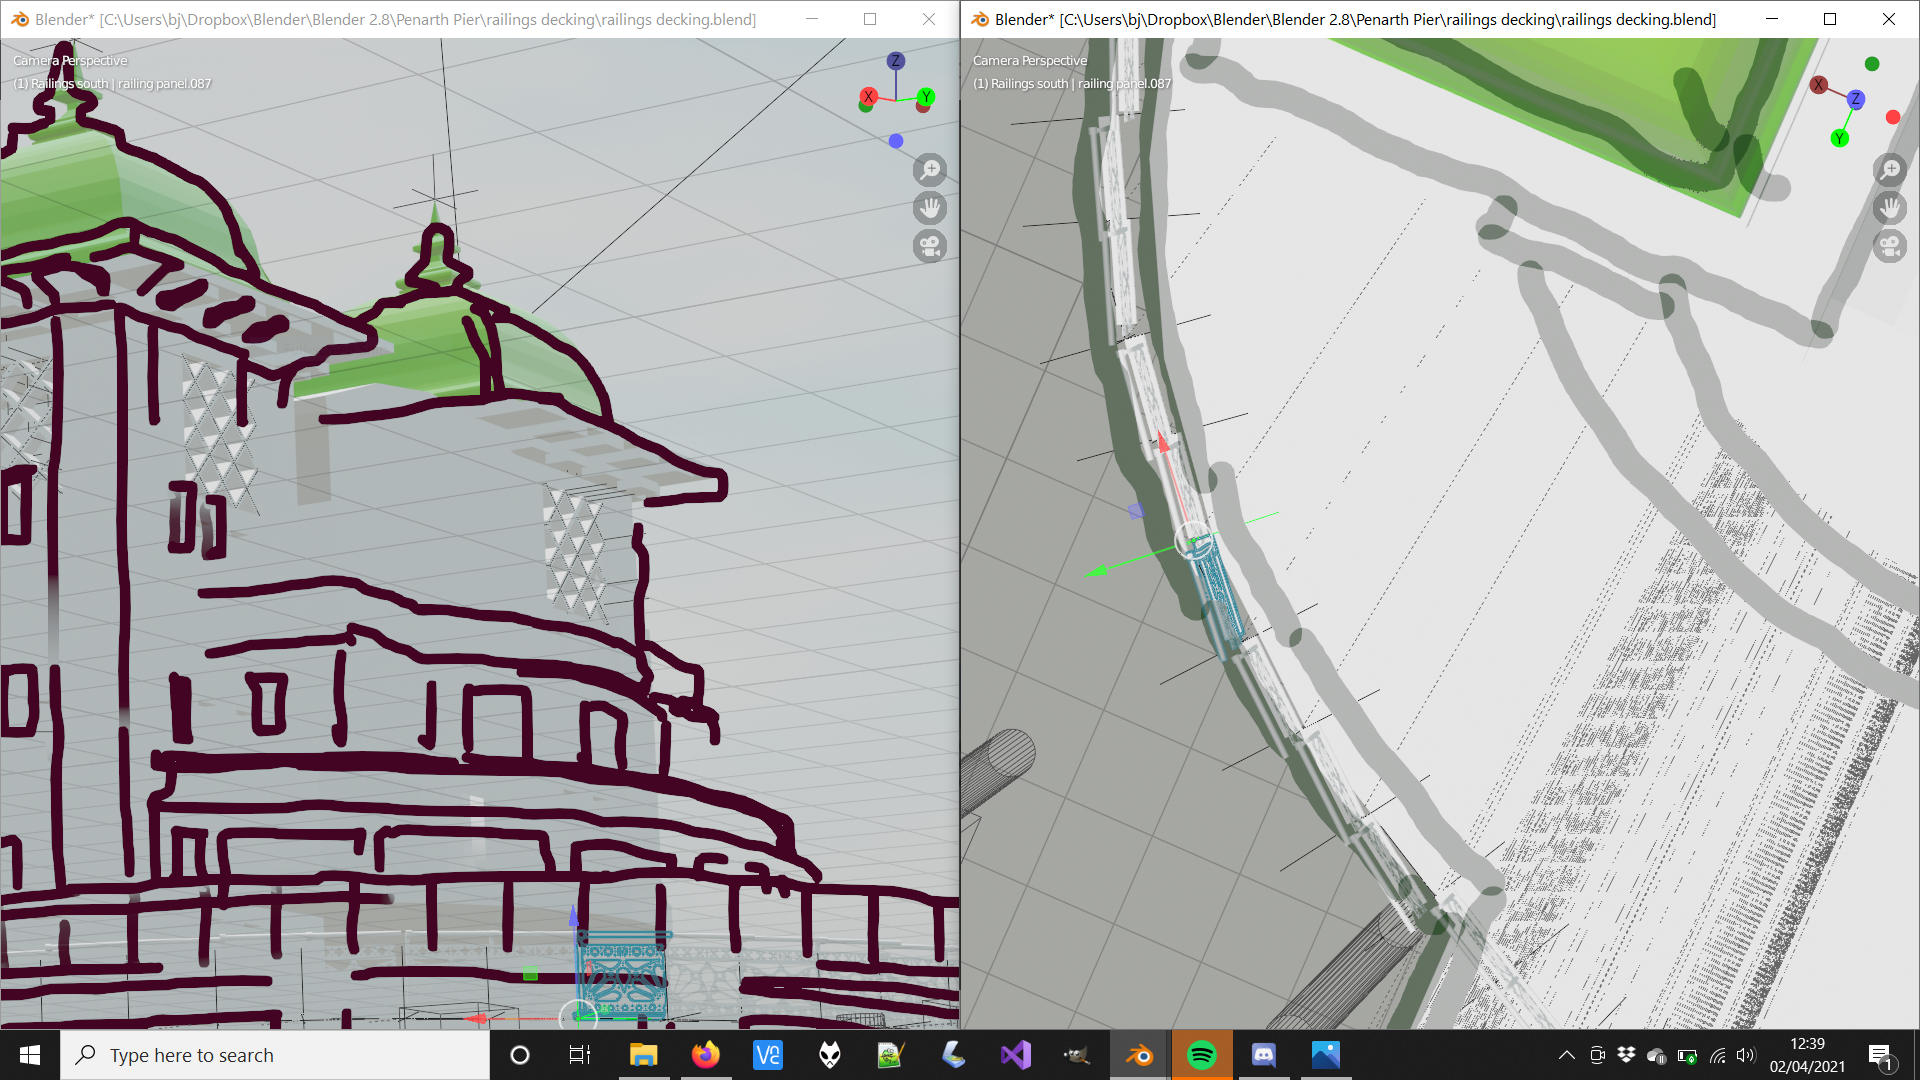 Blender* [C:\Users\bj\Dropbox\Blender\Blender 2.8\Penarth Pier\railings decking\railings decking.blend]
Camera Perspective
(1) Railings south | railing panel.087
Z
X
Y
Blender* [C:\Users\bj\Dropbox\Blender\Blender 2.8\Penarth Pier\railings decking\railings decking.blend]
Camera Perspective
(1) Railings south | railing panel.087
X
Z
Y
Type here to search
12:39
02/04/2021
1